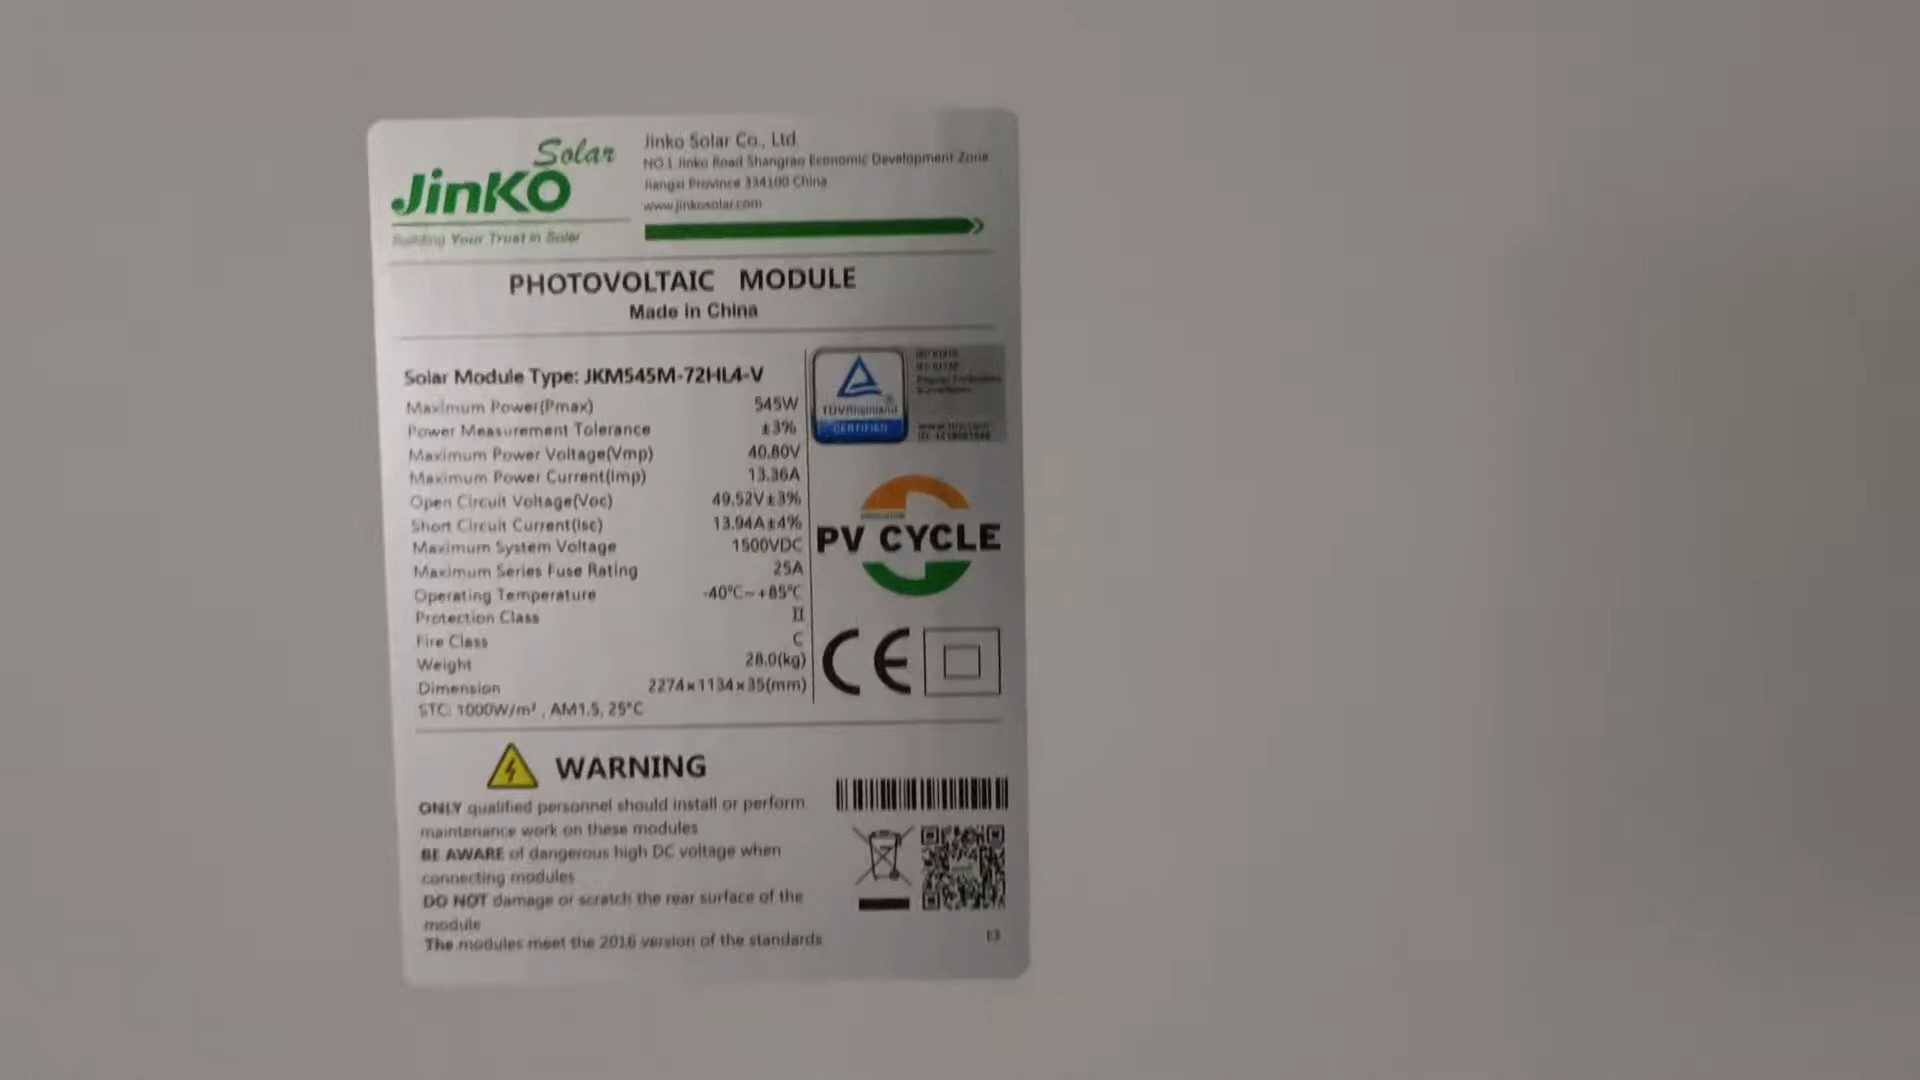 Solar
JinKO
Building Your Trust in Solar
Jinko Solar Co., Ltd.
NO.1 Jinko Road Shangrao Economic Development Zone
Jiangxi Province 334100 China
www.jinkosolar.com
PHOTOVOLTAIC MODULE
Made in China
Solar Module Type: JKM545M-72HL4-V
Maximum Power(Pmax) 545W
Power Measurement Tolerance ±3%
Maximum Power Voltage(Vmp) 40.80V
Maximum Power Current(Imp) 13.36A
Open Circuit Voltage(Voc) 49.52V±3%
Short Circuit Current(Isc) 13.94A±4%
Maximum System Voltage 1500VDC
Maximum Series Fuse Rating 25A
Operating Temperature -40°C~+85°C
Protection Class II
Fire Class C
Weight 28.0(kg)
Dimension 2274×1134×35(mm)
STC: 1000W/m², AM1.5, 25°C
TÜVRheinland
CERTIFIED
PV CYCLE
CE
WARNING
ONLY qualified personnel should install or perform
maintenance work on these modules
BE AWARE of dangerous high DC voltage when
connecting modules
DO NOT damage or scratch the rear surface of the
module
The modules meet the 2016 version of the standards
E3